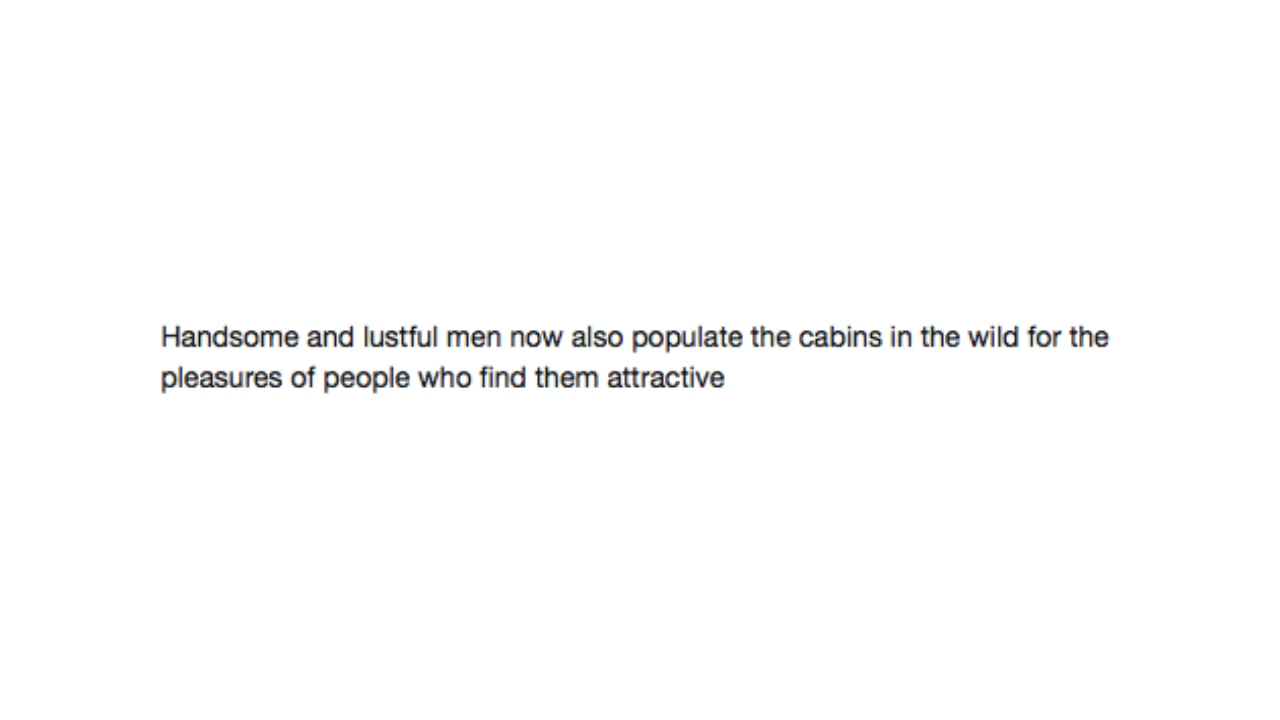 Handsome and lustful men now also populate the cabins in the wild for the
pleasures of people who find them attractive